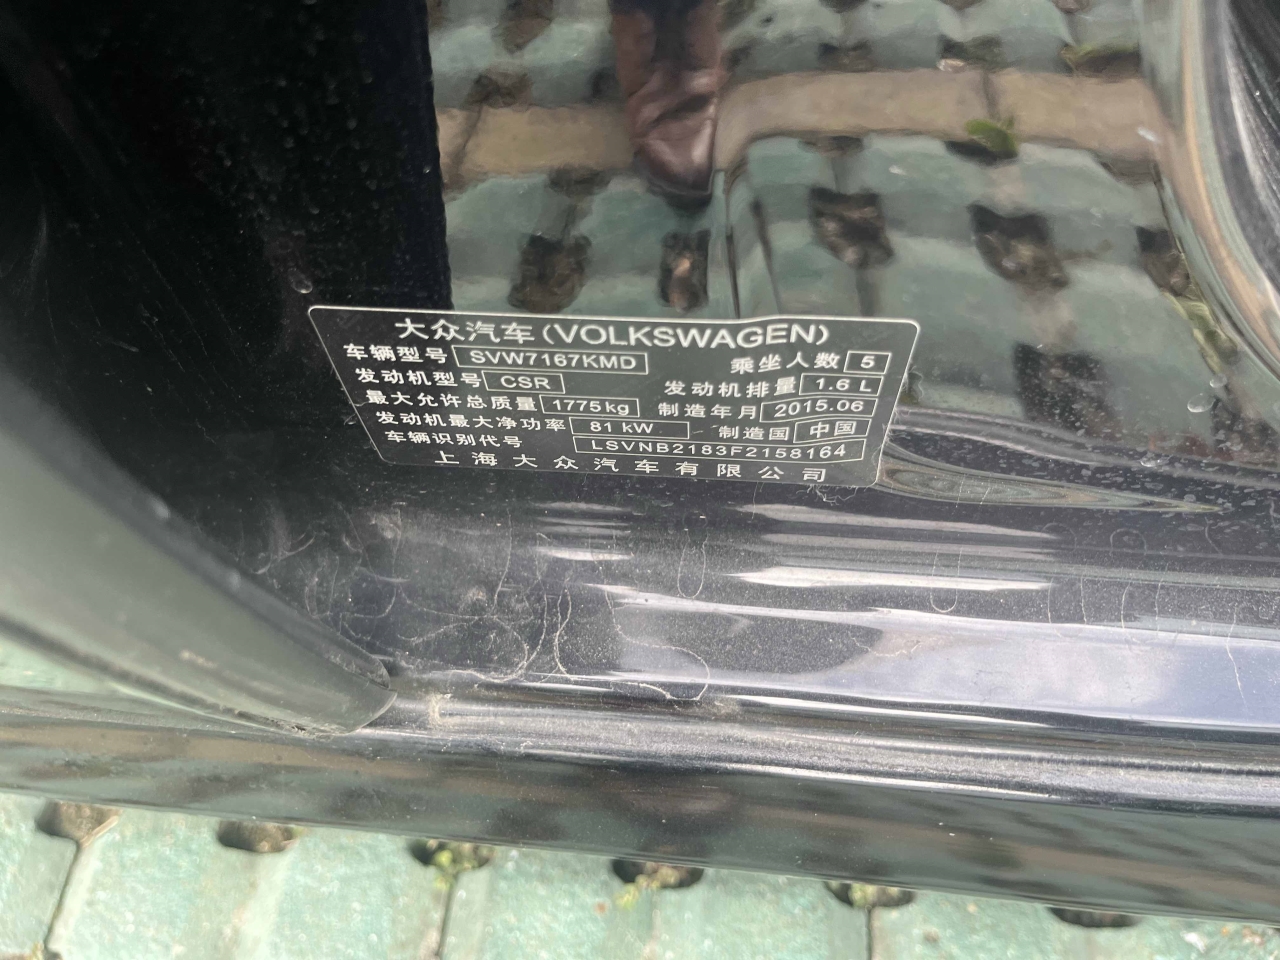 大众汽车(VOLKSWAGEN)
车辆型号 SVW7167KMD 乘坐人数 5
发动机型号 CSR 发动机排量 1.6 L
最大允许总质量 1775kg 制造年月 2015.06
发动机最大净功率 81 kW 制造国 中国
车辆识别代号 LSVNB2183F2158164
上海大众汽车有限公司